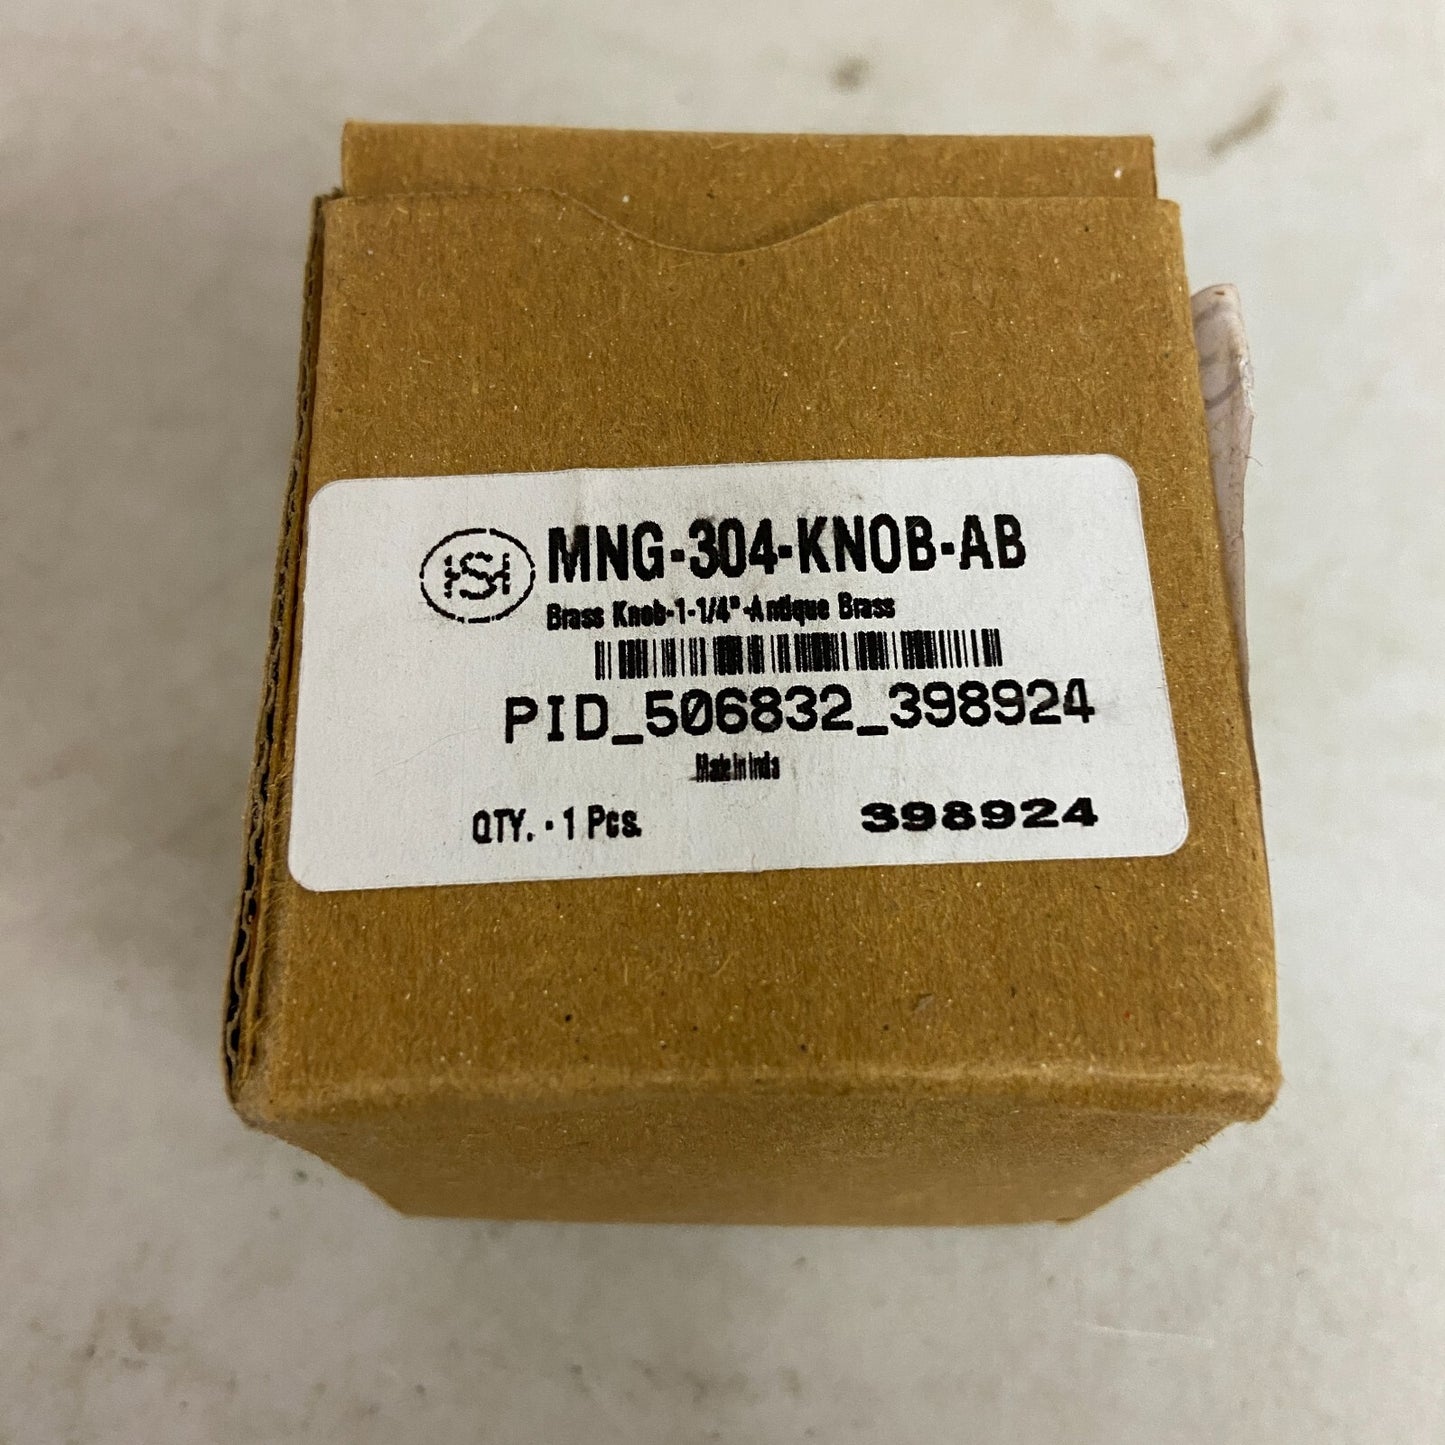 HSH MNG-304-KNOB-AB
Brass Knob-1-1/4"-Antique Brass
PID_506832_398924
Made in India
QTY. - 1 Pcs. 398924